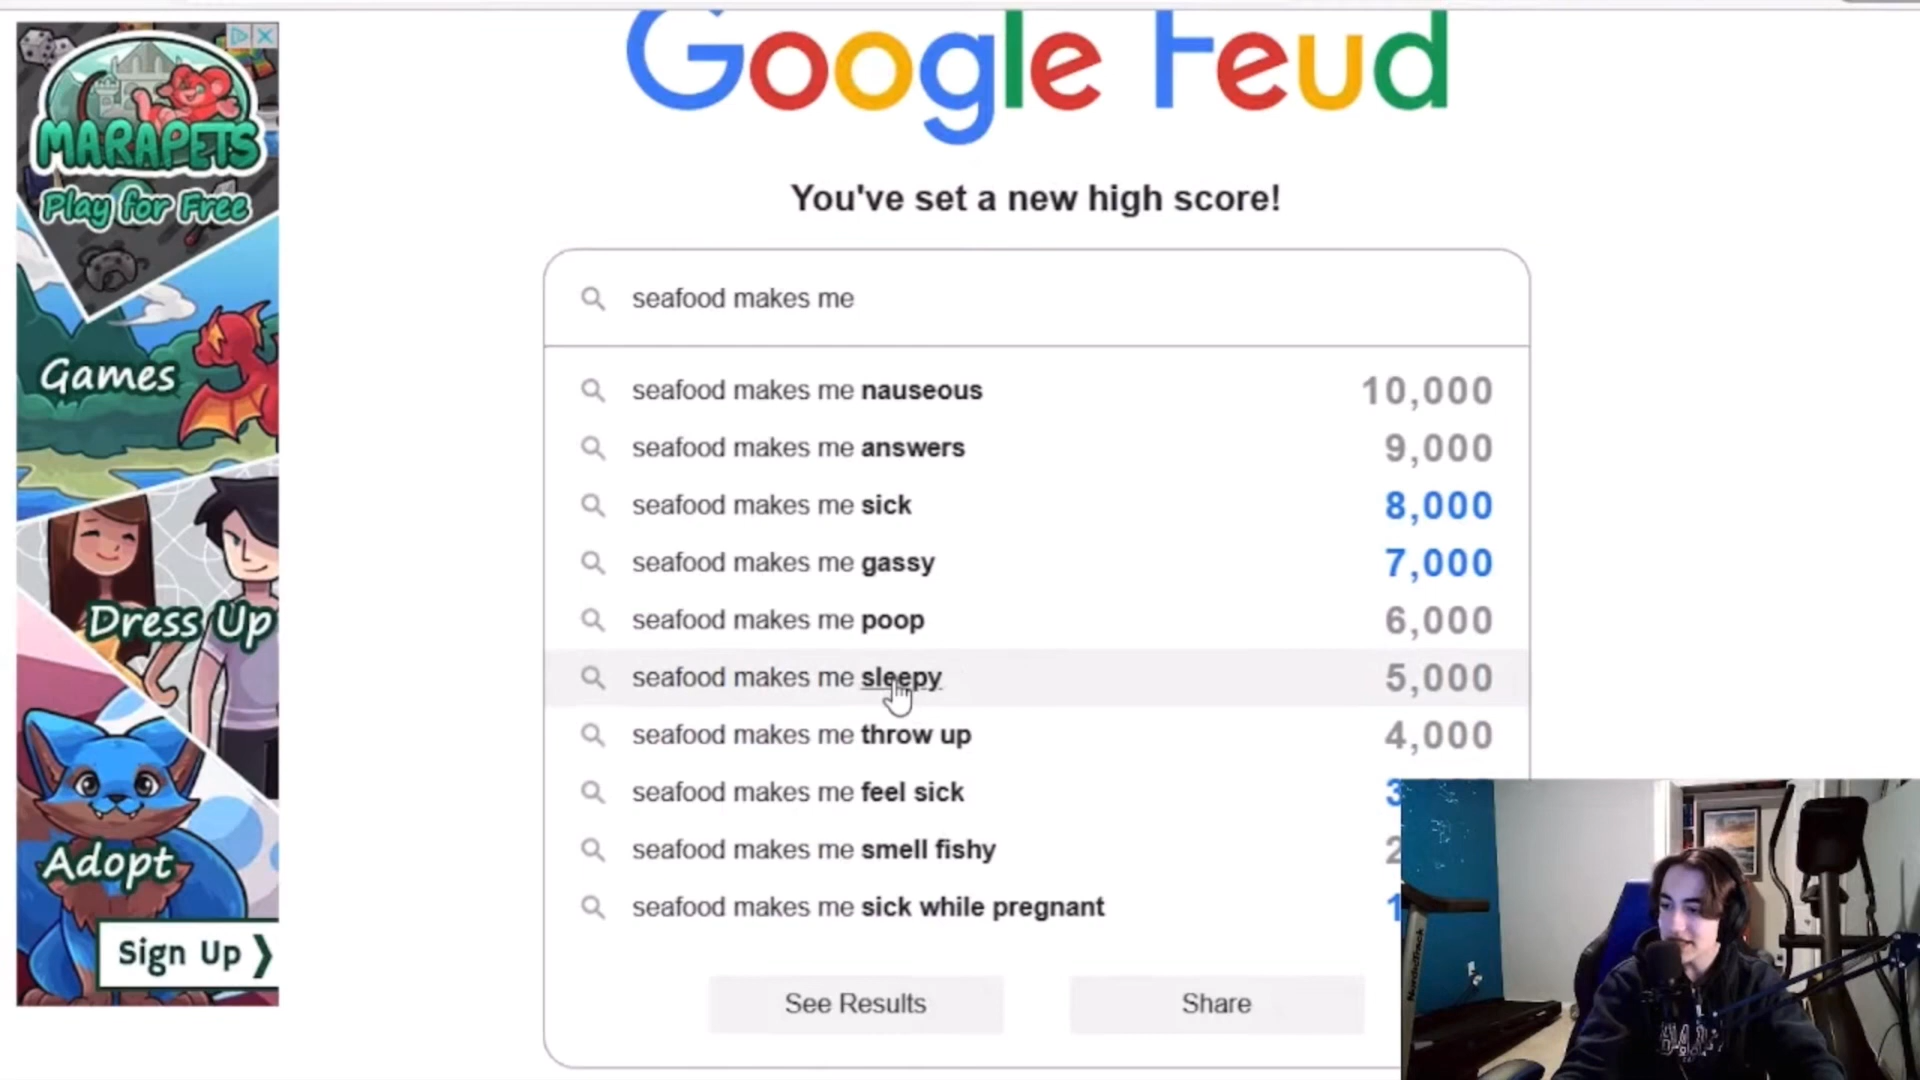 Google Feud
You've set a new high score!
seafood makes me
seafood makes me nauseous 10,000
seafood makes me answers 9,000
seafood makes me sick 8,000
seafood makes me gassy 7,000
seafood makes me poop 6,000
seafood makes me sleepy 5,000
seafood makes me throw up 4,000
seafood makes me feel sick 3
seafood makes me smell fishy 2
seafood makes me sick while pregnant 1
See Results
Share
MARAPETS
Play for Free
Games
Dress Up
Adopt
Sign Up
NordicTrack